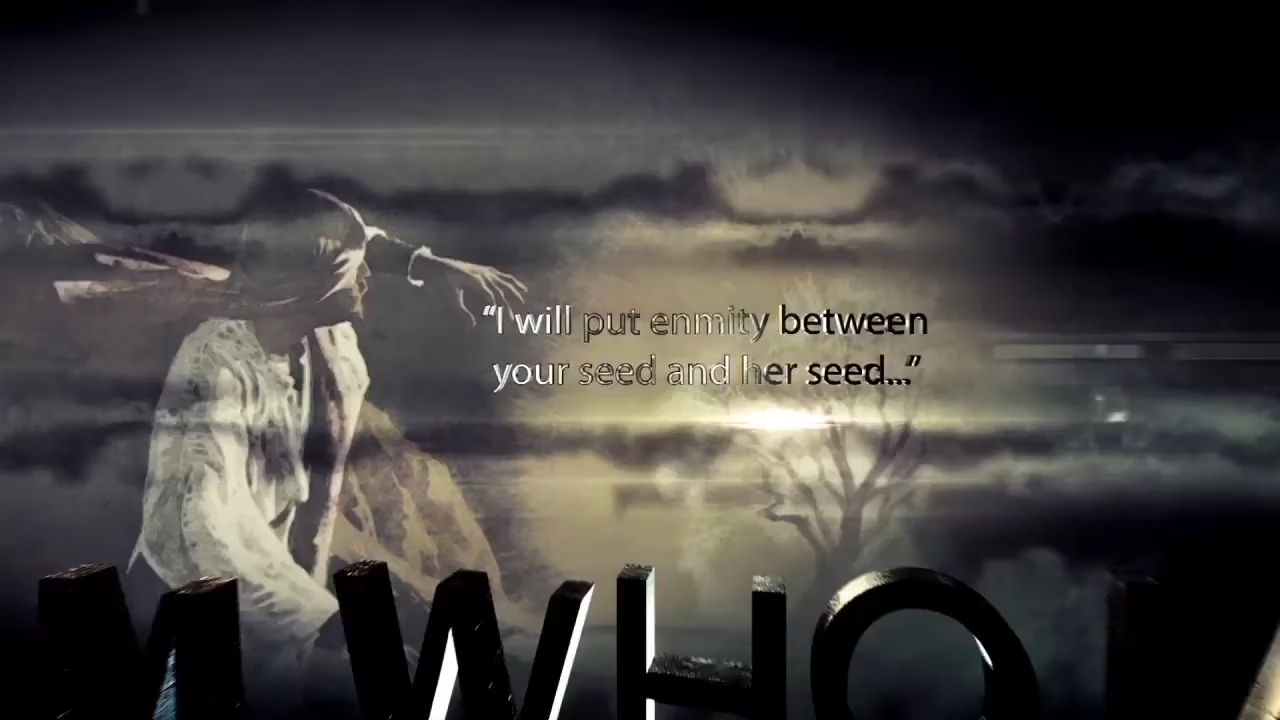 “I will put enmity between
your seed and her seed...”
M WHO I